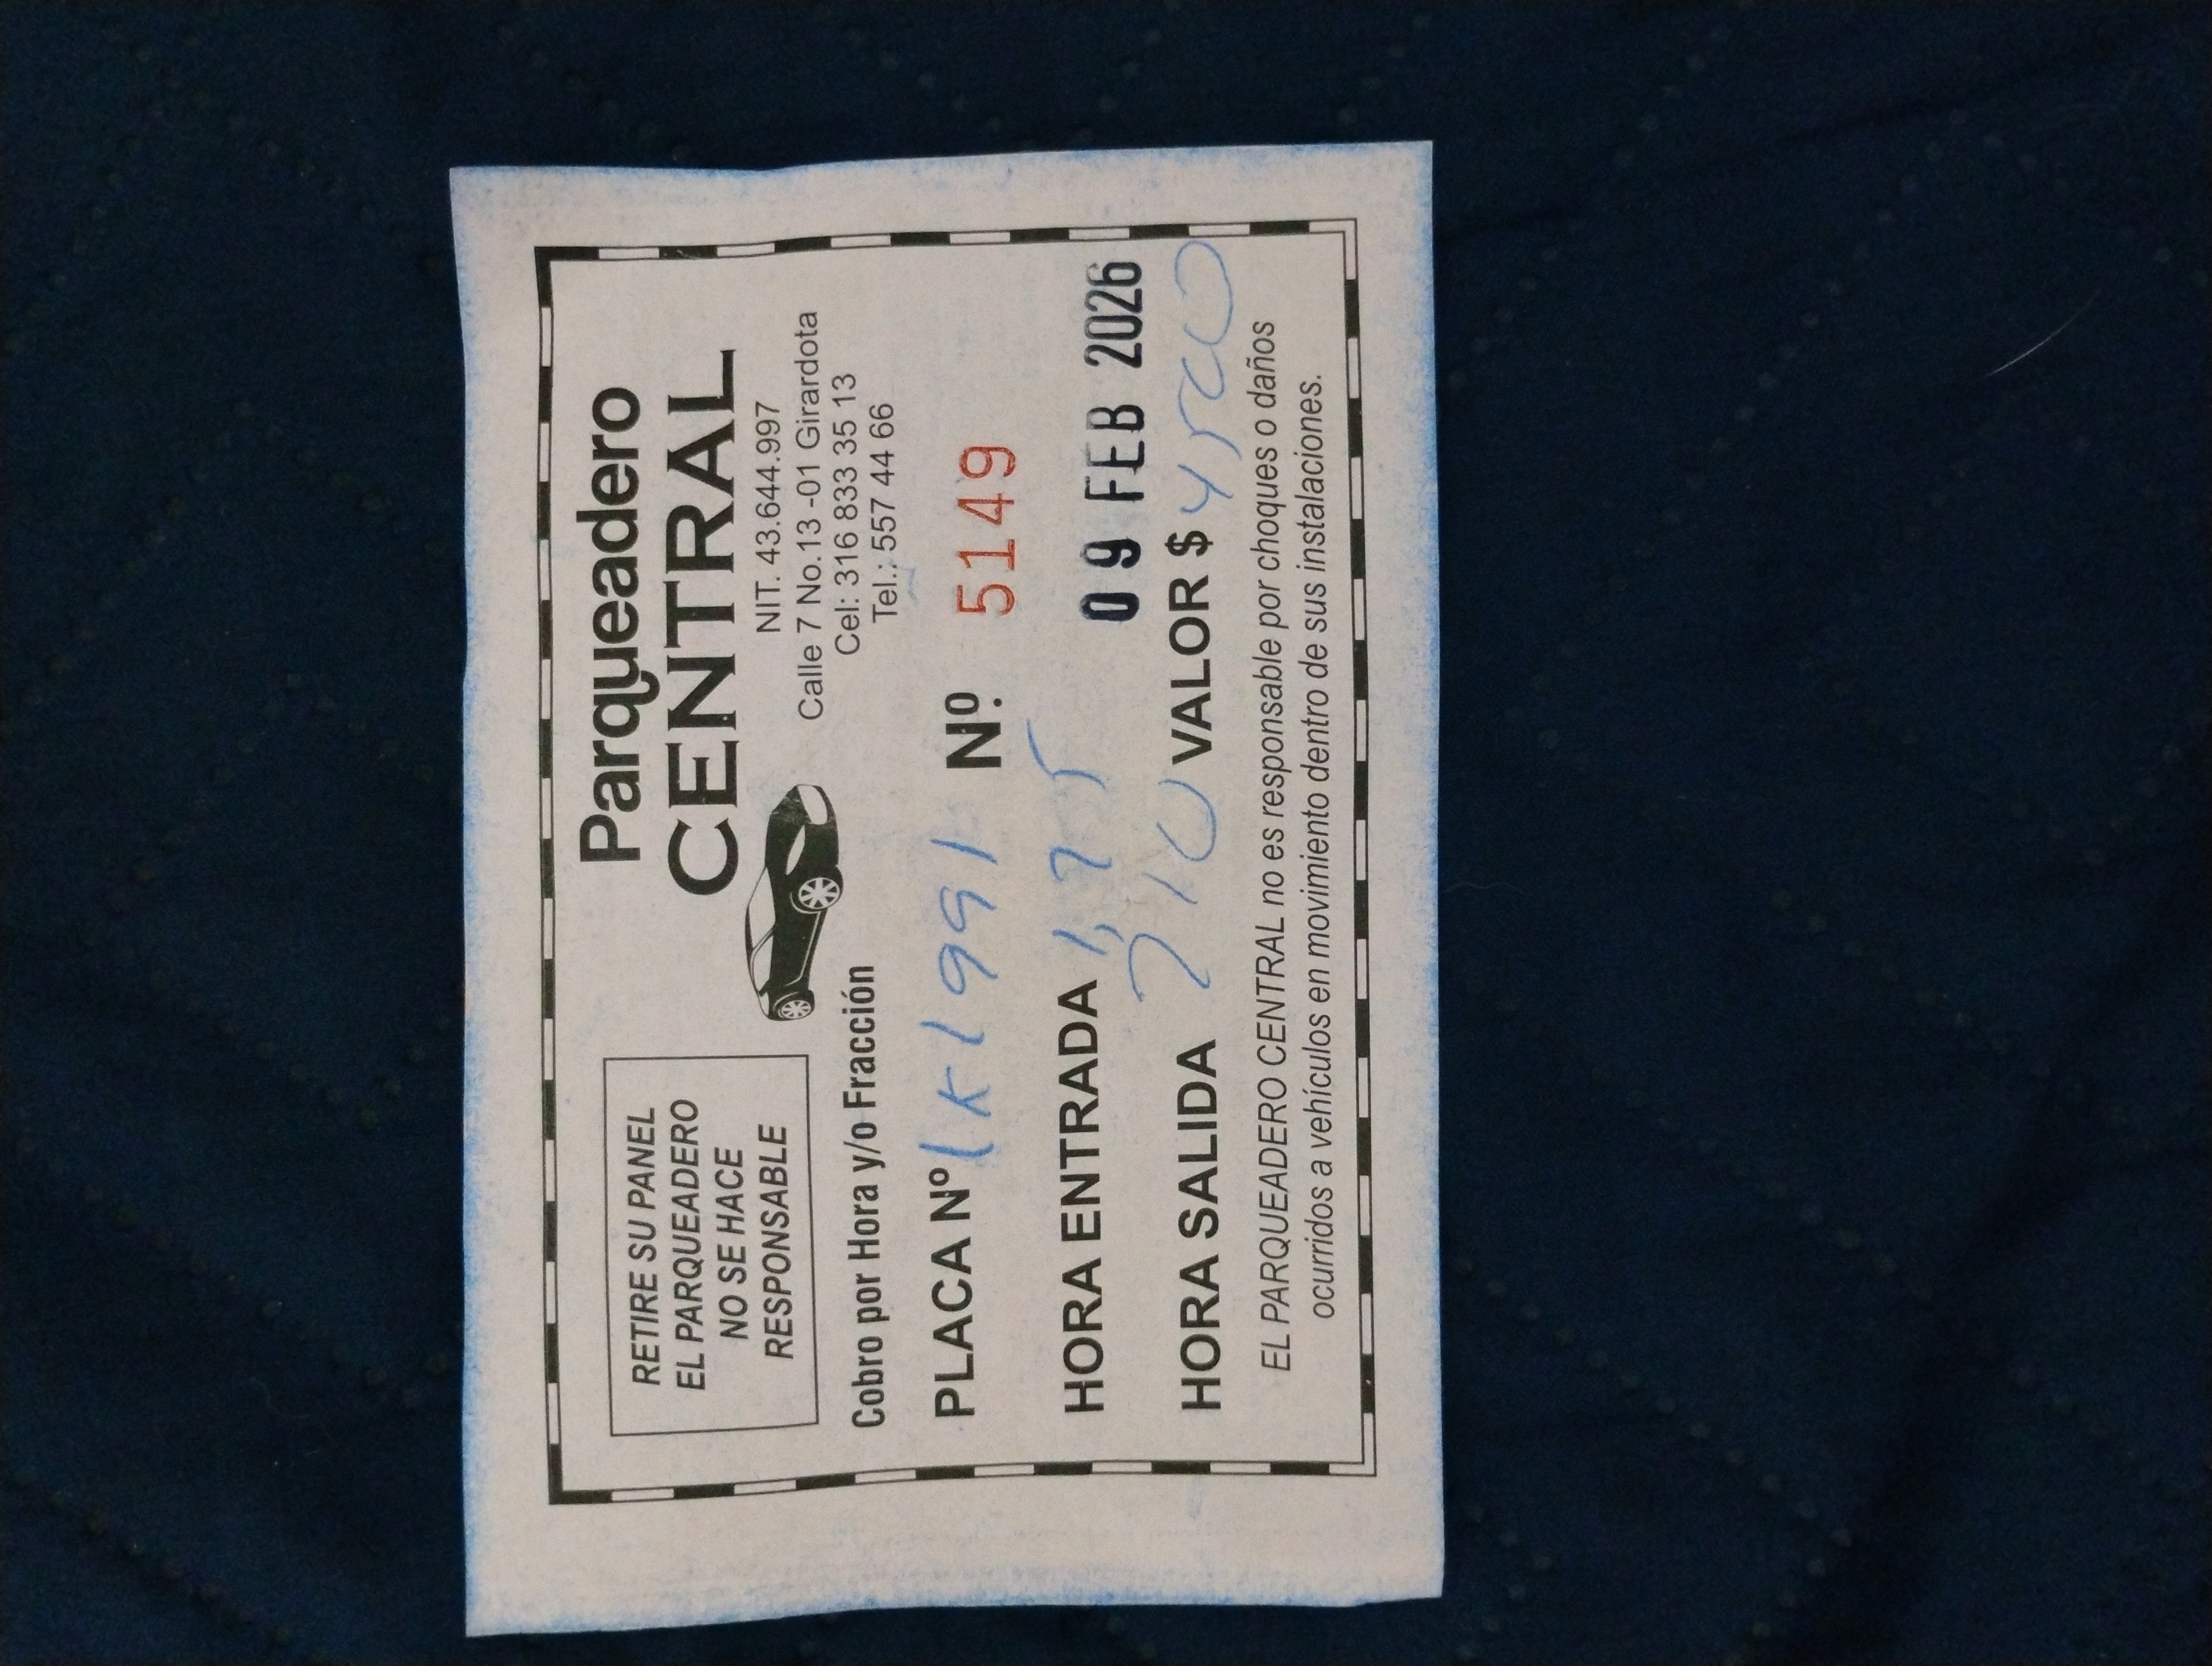 Parqueadero
CENTRAL
NIT. 43.644.997
Calle 7 No.13 -01 Girardota
Cel: 316 833 35 13
Tel.: 557 44 66
RETIRE SU PANEL
EL PARQUEADERO
NO SE HACE
RESPONSABLE
Cobro por Hora y/o Fracción
PLACA Nº LKI991 Nº. 5149
HORA ENTRADA 09 FEB 2026
HORA SALIDA 210 VALOR $ 4500
EL PARQUEADERO CENTRAL no es responsable por choques o daños
ocurridos a vehículos en movimiento dentro de sus instalaciones.